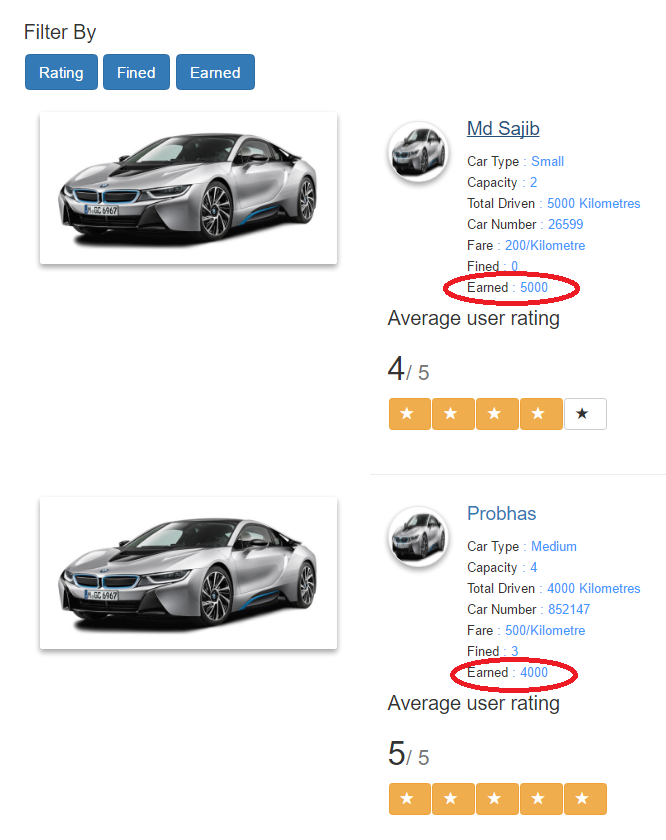 Filter By
Rating Fined Earned
M·GC 6967
Md Sajib
Car Type : Small
Capacity : 2
Total Driven : 5000 Kilometres
Car Number : 26599
Fare : 200/Kilometre
Fined : 0
Earned : 5000
Average user rating
4/ 5
M·GC 6967
Probhas
Car Type : Medium
Capacity : 4
Total Driven : 4000 Kilometres
Car Number : 852147
Fare : 500/Kilometre
Fined : 3
Earned : 4000
Average user rating
5/ 5